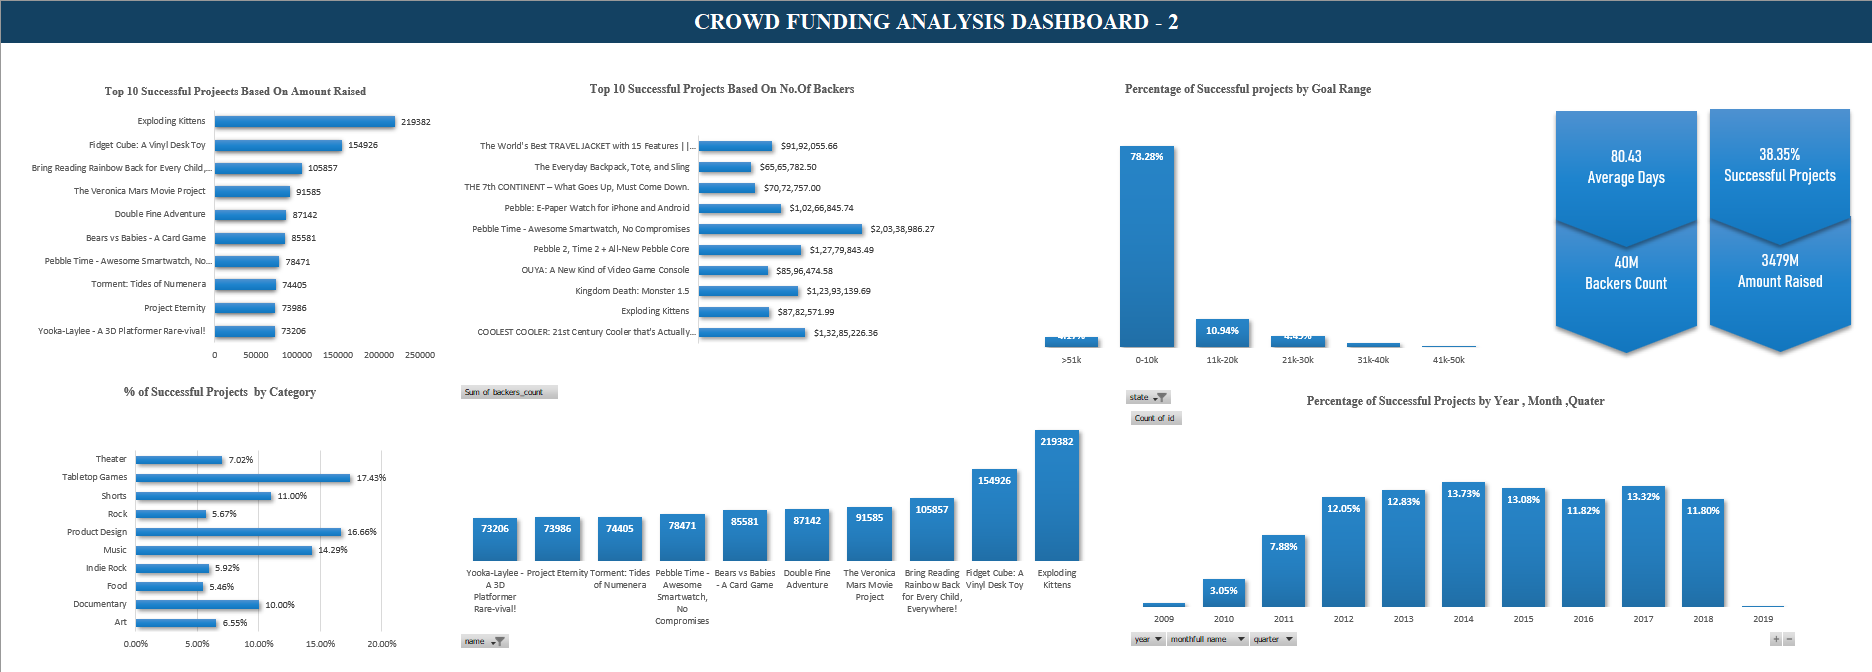 CROWD FUNDING ANALYSIS DASHBOARD - 2
Top 10 Successful Projeects Based On Amount Raised
Exploding Kittens
219382
Fidget Cube: A Vinyl Desk Toy
154926
Bring Reading Rainbow Back for Every Child,...
105857
The Veronica Mars Movie Project
91585
Double Fine Adventure
87142
Bears vs Babies - A Card Game
85581
Pebble Time - Awesome Smartwatch, No...
78471
Torment: Tides of Numenera
74405
Project Eternity
73986
Yooka-Laylee - A 3D Platformer Rare-vival!
73206
0 50000 100000 150000 200000 250000
Top 10 Successful Projects Based On No.Of Backers
The World's Best TRAVEL JACKET with 15 Features ||...
$91,92,055.66
The Everyday Backpack, Tote, and Sling
$65,65,782.50
THE 7th CONTINENT – What Goes Up, Must Come Down.
$70,72,757.00
Pebble: E-Paper Watch for iPhone and Android
$1,02,66,845.74
Pebble Time - Awesome Smartwatch, No Compromises
$2,03,38,986.27
Pebble 2, Time 2 + All-New Pebble Core
$1,27,79,843.49
OUYA: A New Kind of Video Game Console
$85,96,474.58
Kingdom Death: Monster 1.5
$1,23,93,139.69
Exploding Kittens
$87,82,571.99
COOLEST COOLER: 21st Century Cooler that's Actually...
$1,32,85,226.36
Percentage of Successful projects by Goal Range
78.28%
10.94%
>51k 0-10k 11k-20k 21k-30k 31k-40k 41k-50k
state
Count of id
80.43
Average Days
40M
Backers Count
38.35%
Successful Projects
3479M
Amount Raised
% of Successful Projects by Category
Theater
7.02%
Tabletop Games
17.43%
Shorts
11.00%
Rock
5.67%
Product Design
16.66%
Music
14.29%
Indie Rock
5.92%
Food
5.46%
Documentary
10.00%
Art
6.55%
0.00% 5.00% 10.00% 15.00% 20.00%
Sum of backers_count
73206
73986
74405
78471
85581
87142
91585
105857
154926
219382
Yooka-Laylee -
A 3D
Platformer
Rare-vival!
Project Eternity
Torment: Tides
of Numenera
Pebble Time -
Awesome
Smartwatch,
No
Compromises
Bears vs Babies
- A Card Game
Double Fine
Adventure
The Veronica
Mars Movie
Project
Bring Reading
Rainbow Back
for Every Child,
Everywhere!
Fidget Cube: A
Vinyl Desk Toy
Exploding
Kittens
name
Percentage of Successful Projects by Year , Month ,Quater
3.05%
7.88%
12.05%
12.83%
13.73%
13.08%
11.82%
13.32%
11.80%
2009 2010 2011 2012 2013 2014 2015 2016 2017 2018 2019
year monthfull name quarter
+ −